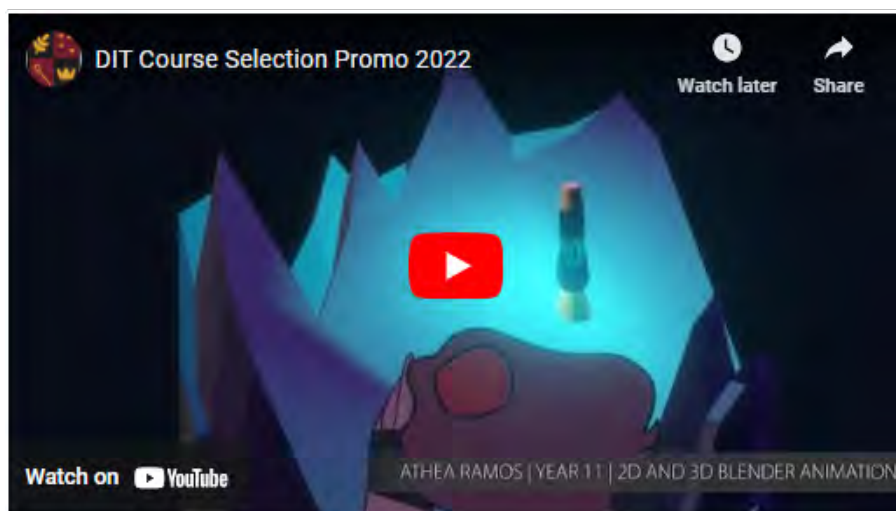 DIT Course Selection Promo 2022
Watch later
Share
Watch on YouTube
ATHEA RAMOS | YEAR 11 | 2D AND 3D BLENDER ANIMATION